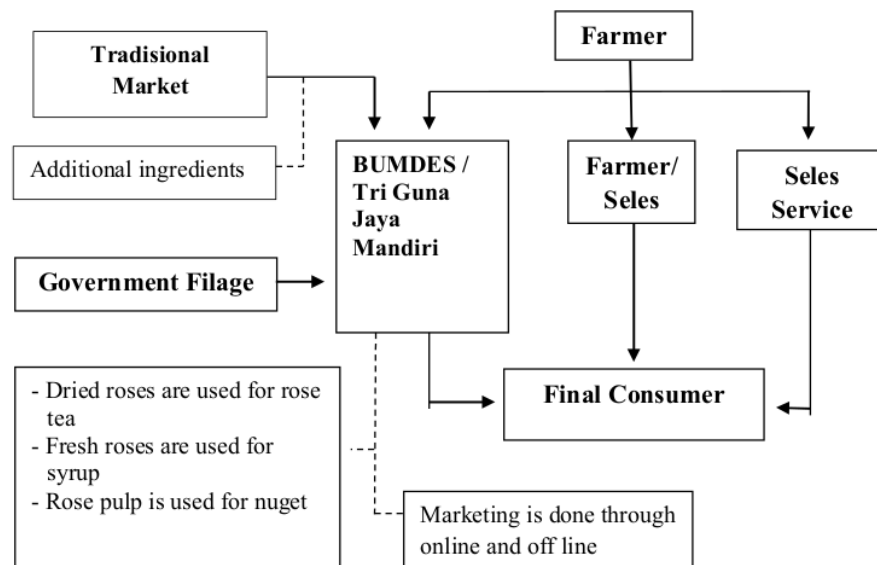 Tradisional
Market
Farmer
Additional ingredients
BUMDES /
Tri Guna
Jaya
Mandiri
Farmer/
Seles
Seles
Service
Government Filage
- Dried roses are used for rose
tea
- Fresh roses are used for
syrup
- Rose pulp is used for nuget
Final Consumer
Marketing is done through
online and off line